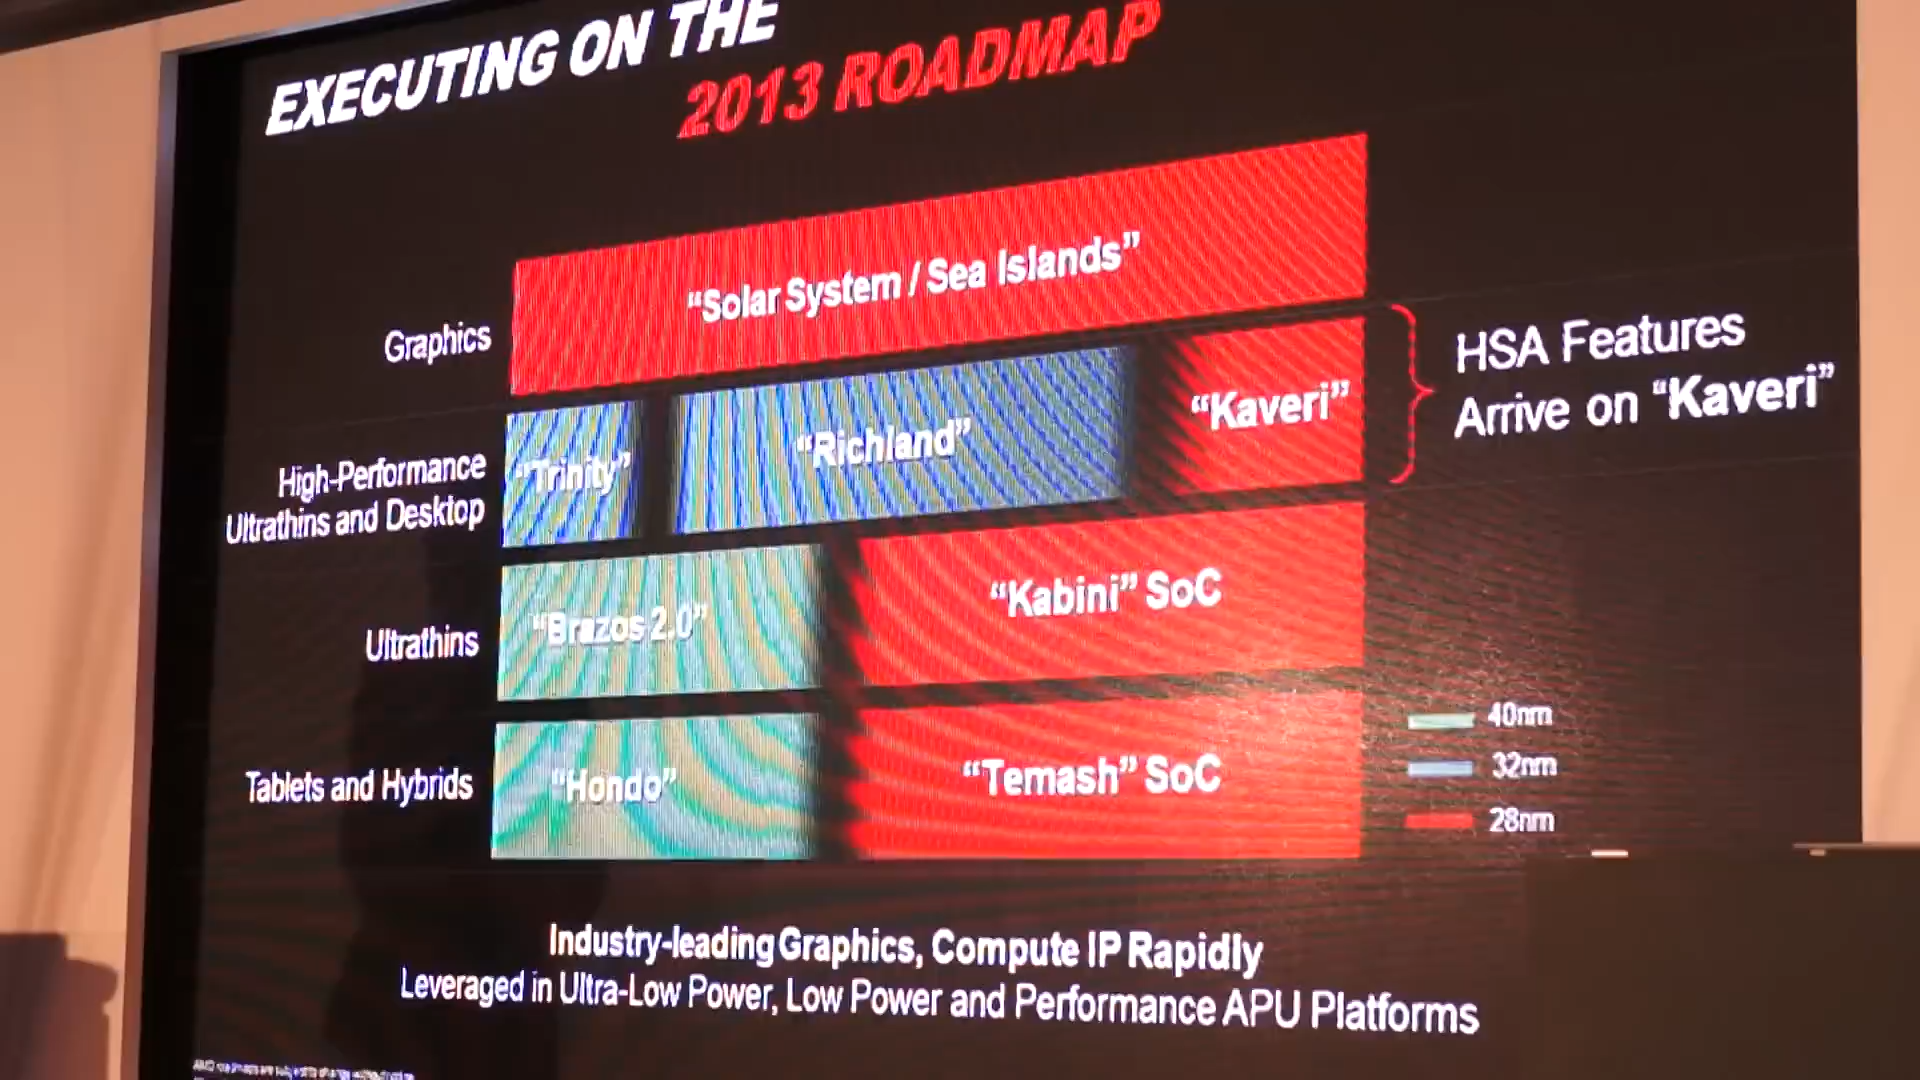 EXECUTING ON THE
2013 ROADMAP
Graphics
“Solar System / Sea Islands”
High-Performance
Ultrathins and Desktop
“Trinity”
“Richland”
“Kaveri”
HSA Features
Arrive on “Kaveri”
Ultrathins
“Brazos 2.0”
“Kabini” SoC
Tablets and Hybrids
“Hondo”
“Temash” SoC
40nm
32nm
28nm
Industry-leading Graphics, Compute IP Rapidly
Leveraged in Ultra-Low Power, Low Power and Performance APU Platforms